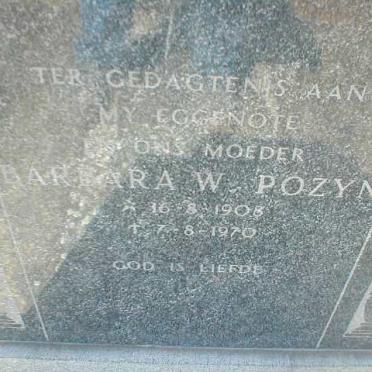 TER GEDAGTENIS AAN
MY EGGENOTE
EN ONS MOEDER
BARBARA W. POZYN
* 16-8-1908
† 7-8-1970
GOD IS LIEFDE